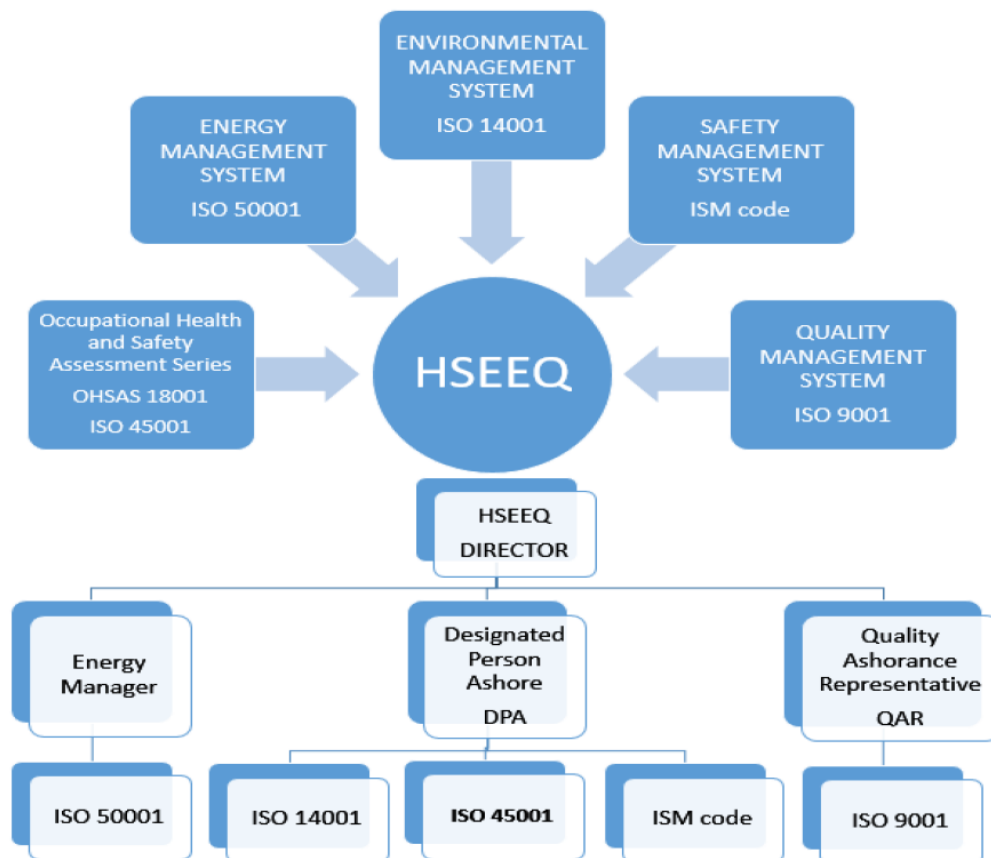 ENVIRONMENTAL
MANAGEMENT
SYSTEM
ISO 14001
ENERGY
MANAGEMENT
SYSTEM
ISO 50001
SAFETY
MANAGEMENT
SYSTEM
ISM code
Occupational Health
and Safety
Assessment Series
OHSAS 18001
ISO 45001
HSEEQ
QUALITY
MANAGEMENT
SYSTEM
ISO 9001
HSEEQ
DIRECTOR
Energy
Manager
Designated
Person
Ashore
DPA
Quality
Ashorance
Representative
QAR
ISO 50001
ISO 14001
ISO 45001
ISM code
ISO 9001